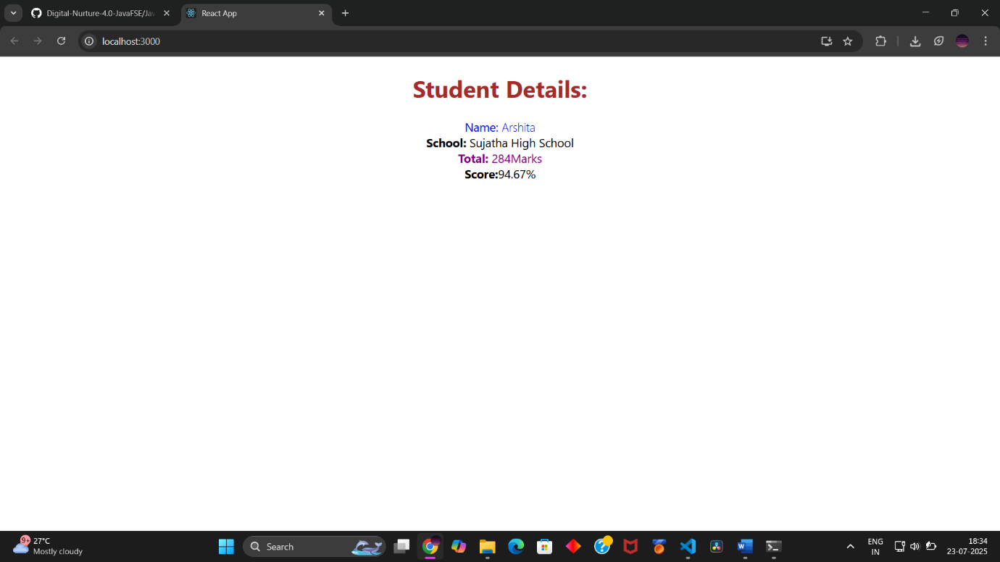 Digital-Nurture-4.0-JavaFSE/Jav
React App
localhost:3000
Student Details:
Name: Arshita
School: Sujatha High School
Total: 284Marks
Score:94.67%
9+
27°C
Mostly cloudy
Search
ENG
IN
18:34
23-07-2025